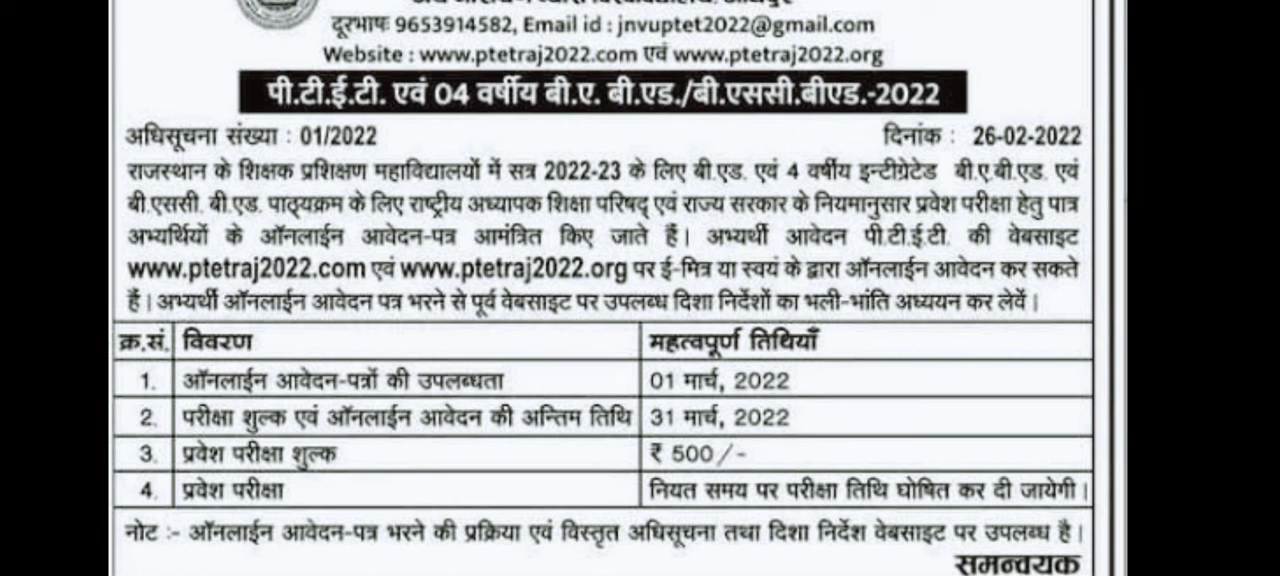 दूरभाषः 9653914582, Email id : jnvuptet2022@gmail.com
Website : www.ptetraj2022.com एवं www.ptetraj2022.org
पी.टी.ई.टी. एवं 04 वर्षीय बी.ए. बी.एड./बी.एससी.बीएड.-2022
अधिसूचना संख्या : 01/2022 दिनांक : 26-02-2022
राजस्थान के शिक्षक प्रशिक्षण महाविद्यालयों में सत्र 2022-23 के लिए बी.एड. एवं 4 वर्षीय इन्टीग्रेटेड बी.ए.बी.एड. एवं
बी.एससी. बी.एड. पाठ्यक्रम के लिए राष्ट्रीय अध्यापक शिक्षा परिषद् एवं राज्य सरकार के नियमानुसार प्रवेश परीक्षा हेतु पात्र
अभ्यर्थियों के ऑनलाईन आवेदन-पत्र आमंत्रित किए जाते हैं। अभ्यर्थी आवेदन पी.टी.ई.टी. की वेबसाइट
www.ptetraj2022.com एवं www.ptetraj2022.org पर ई-मित्र या स्वयं के द्वारा ऑनलाईन आवेदन कर सकते
हैं। अभ्यर्थी ऑनलाईन आवेदन पत्र भरने से पूर्व वेबसाइट पर उपलब्ध दिशा निर्देशों का भली-भांति अध्ययन कर लेवें।
क्र.सं. विवरण महत्वपूर्ण तिथियाँ
1. ऑनलाईन आवेदन-पत्रों की उपलब्धता 01 मार्च, 2022
2. परीक्षा शुल्क एवं ऑनलाईन आवेदन की अन्तिम तिथि 31 मार्च, 2022
3. प्रवेश परीक्षा शुल्क ₹ 500/-
4. प्रवेश परीक्षा नियत समय पर परीक्षा तिथि घोषित कर दी जायेगी।
नोट :- ऑनलाईन आवेदन-पत्र भरने की प्रक्रिया एवं विस्तृत अधिसूचना तथा दिशा निर्देश वेबसाइट पर उपलब्ध है।
समन्वयक